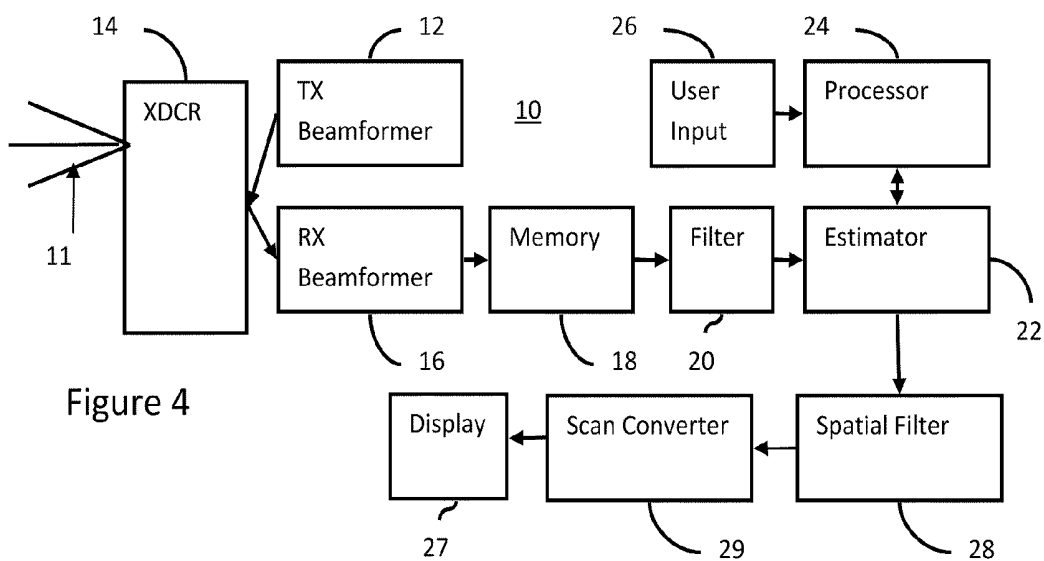 14
12
26
24
XDCR
TX
Beamformer
10
User
Input
Processor
11
RX
Beamformer
Memory
Filter
Estimator
16
18
20
22
Figure 4
Display
Scan Converter
Spatial Filter
27
29
28